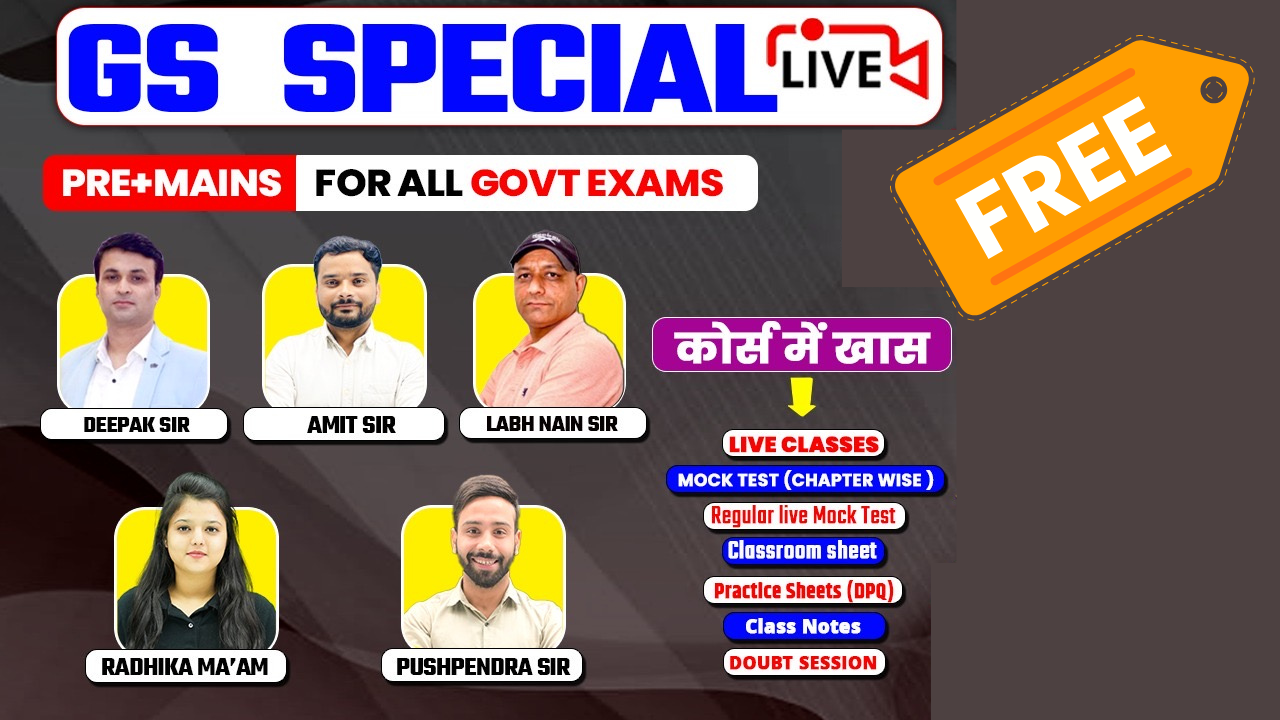 GS SPECIAL LIVE
FREE
PRE+MAINS FOR ALL GOVT EXAMS
DEEPAK SIR
AMIT SIR
LABH NAIN SIR
RADHIKA MA'AM
PUSHPENDRA SIR
कोर्स में खास
LIVE CLASSES
MOCK TEST (CHAPTER WISE )
Regular live Mock Test
Classroom sheet
Practice Sheets (DPQ)
Class Notes
DOUBT SESSION